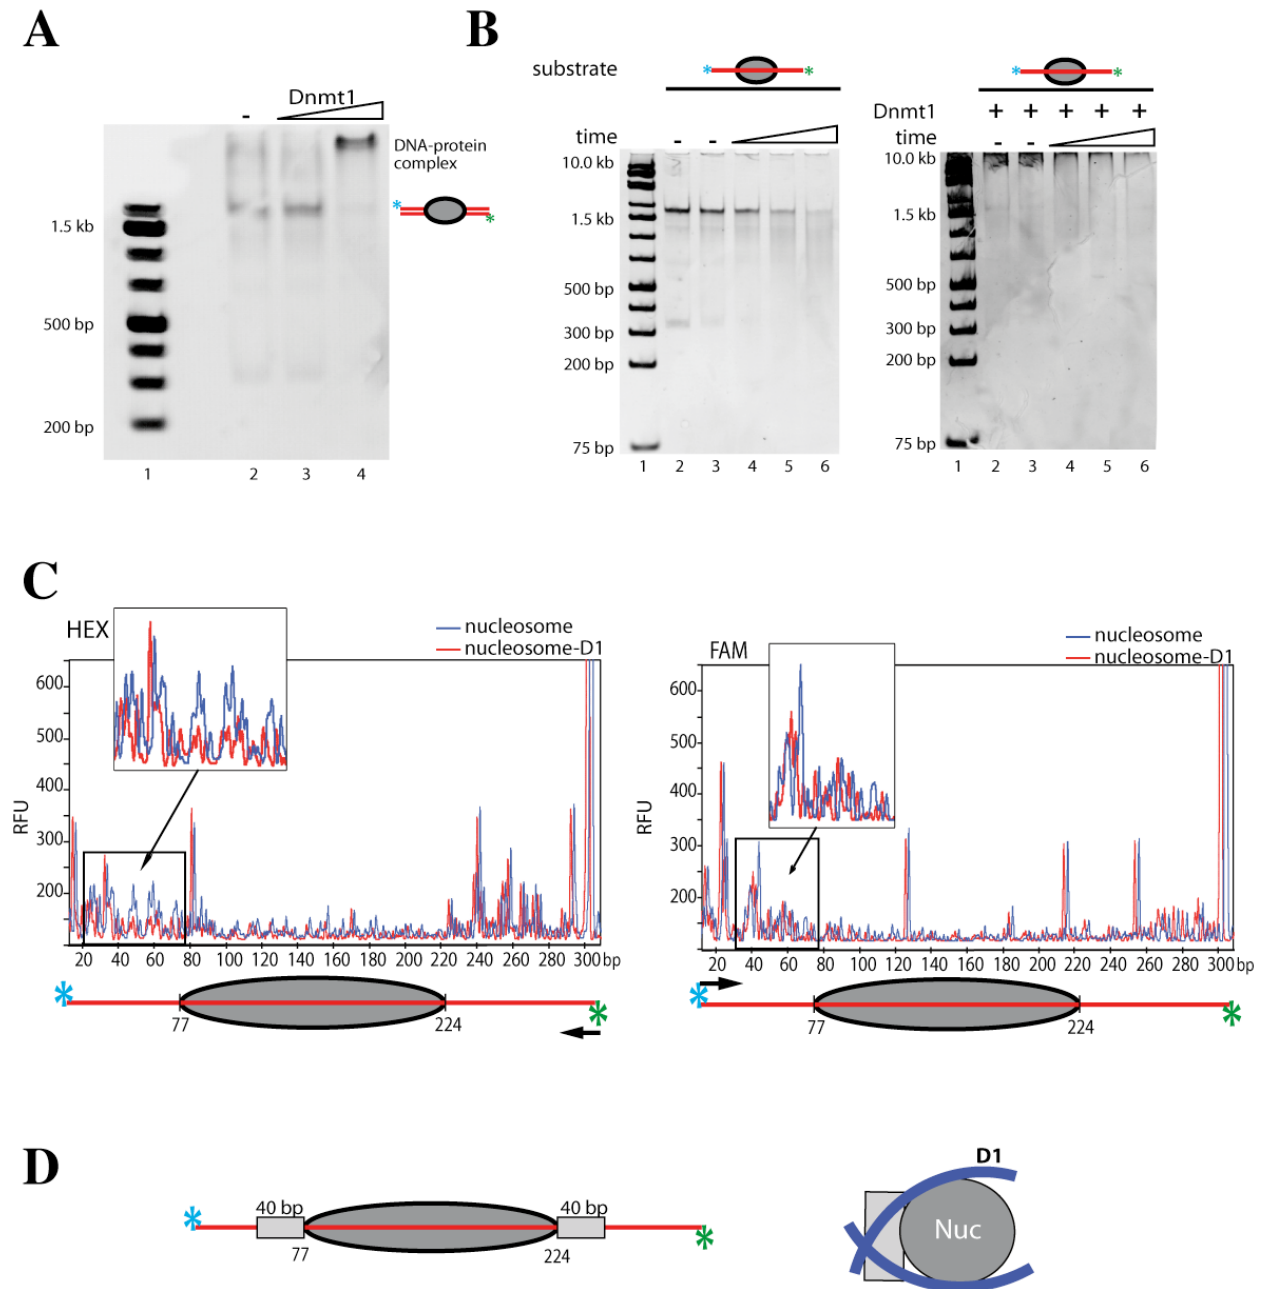 A
Dnmt1
-
DNA-protein
complex
1.5 kb
500 bp
200 bp
1 2 3 4
B
substrate
time
- -
10.0 kb
1.5 kb
500 bp
300 bp
200 bp
75 bp
1 2 3 4 5 6
Dnmt1 + + + + +
time
- -
10.0 kb
1.5 kb
500 bp
300 bp
200 bp
75 bp
1 2 3 4 5 6
C
HEX
nucleosome
nucleosome-D1
RFU
600
500
400
300
200
20 40 60 80 100 120 140 160 180 200 220 240 260 280 300bp
77
224
FAM
nucleosome
nucleosome-D1
RFU
600
500
400
300
200
20 40 60 80 100 120 140 160 180 200 220 240 260 280 300bp
77
224
D
40 bp 40 bp
77 224
D1
Nuc